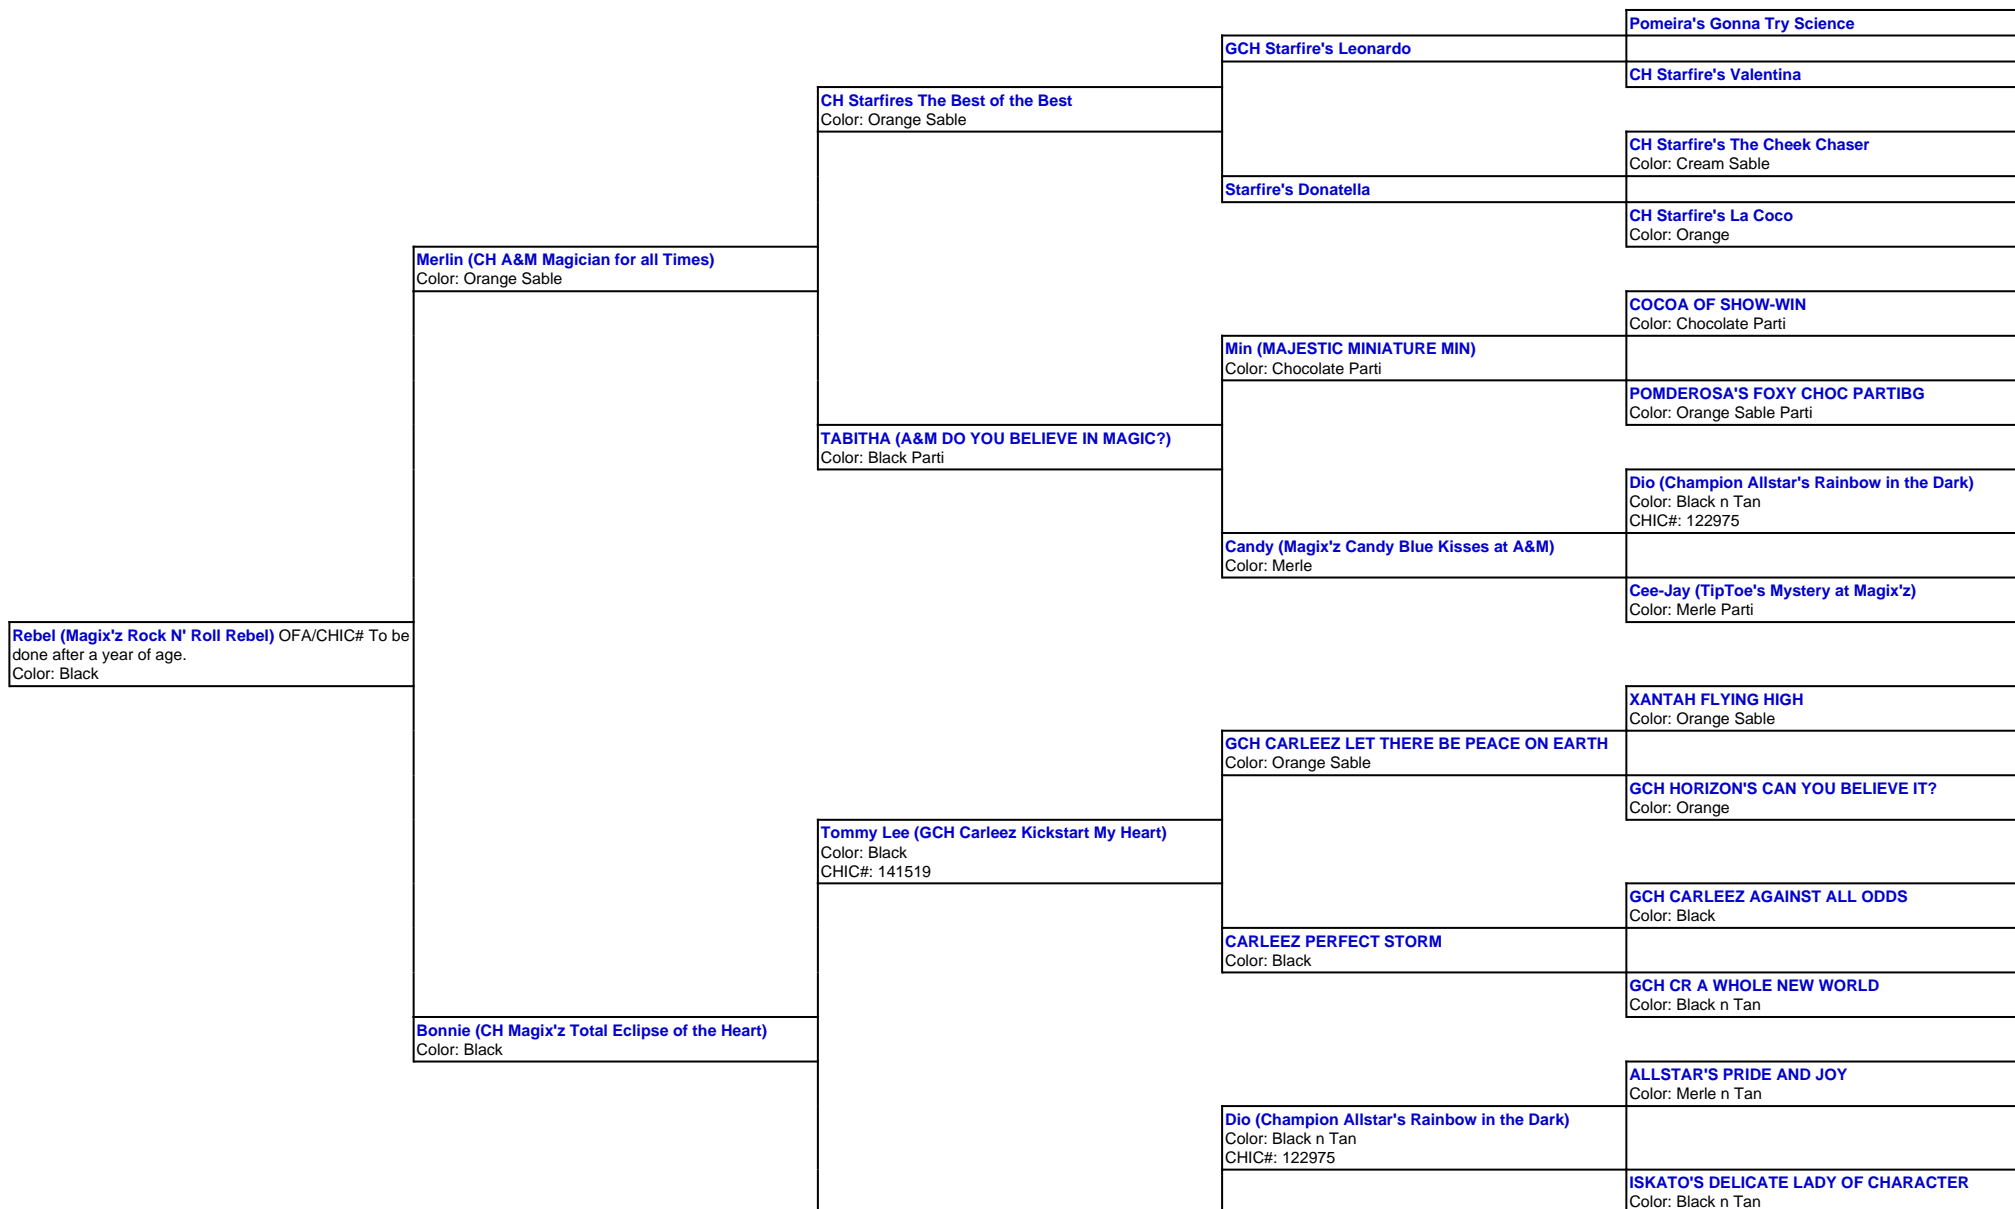 Pomeira's Gonna Try Science
GCH Starfire's Leonardo
CH Starfire's Valentina
CH Starfires The Best of the Best
Color: Orange Sable
CH Starfire's The Cheek Chaser
Color: Cream Sable
Starfire's Donatella
CH Starfire's La Coco
Color: Orange
Merlin (CH A&M Magician for all Times)
Color: Orange Sable
COCOA OF SHOW-WIN
Color: Chocolate Parti
Min (MAJESTIC MINIATURE MIN)
Color: Chocolate Parti
POMDEROSA'S FOXY CHOC PARTIBG
Color: Orange Sable Parti
TABITHA (A&M DO YOU BELIEVE IN MAGIC?)
Color: Black Parti
Dio (Champion Allstar's Rainbow in the Dark)
Color: Black n Tan
CHIC#: 122975
Candy (Magix'z Candy Blue Kisses at A&M)
Color: Merle
Cee-Jay (TipToe's Mystery at Magix'z)
Color: Merle Parti
Rebel (Magix'z Rock N' Roll Rebel) OFA/CHIC# To be
done after a year of age.
Color: Black
XANTAH FLYING HIGH
Color: Orange Sable
GCH CARLEEZ LET THERE BE PEACE ON EARTH
Color: Orange Sable
GCH HORIZON'S CAN YOU BELIEVE IT?
Color: Orange
Tommy Lee (GCH Carleez Kickstart My Heart)
Color: Black
CHIC#: 141519
GCH CARLEEZ AGAINST ALL ODDS
Color: Black
CARLEEZ PERFECT STORM
Color: Black
GCH CR A WHOLE NEW WORLD
Color: Black n Tan
Bonnie (CH Magix'z Total Eclipse of the Heart)
Color: Black
ALLSTAR'S PRIDE AND JOY
Color: Merle n Tan
Dio (Champion Allstar's Rainbow in the Dark)
Color: Black n Tan
CHIC#: 122975
ISKATO'S DELICATE LADY OF CHARACTER
Color: Black n Tan